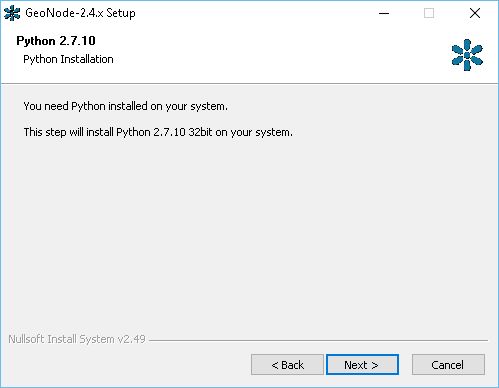 GeoNode-2.4.x Setup
Python 2.7.10
Python Installation
You need Python installed on your system.
This step will install Python 2.7.10 32bit on your system.
Nullsoft Install System v2.49
< Back
Next >
Cancel